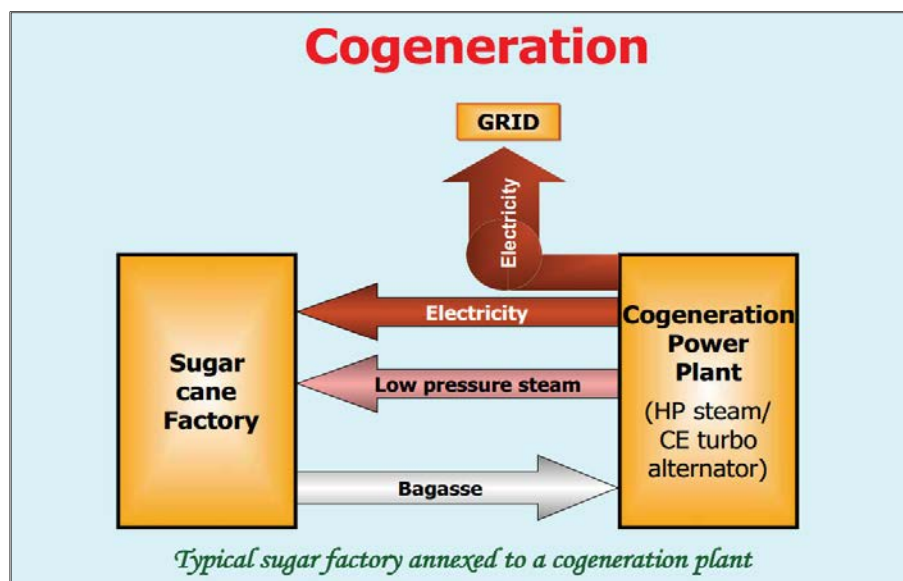 Cogeneration
GRID
Electricity
Electricity
Low pressure steam
Bagasse
Sugar
cane
Factory
Cogeneration
Power
Plant
(HP steam/
CE turbo
alternator)
Typical sugar factory annexed to a cogeneration plant